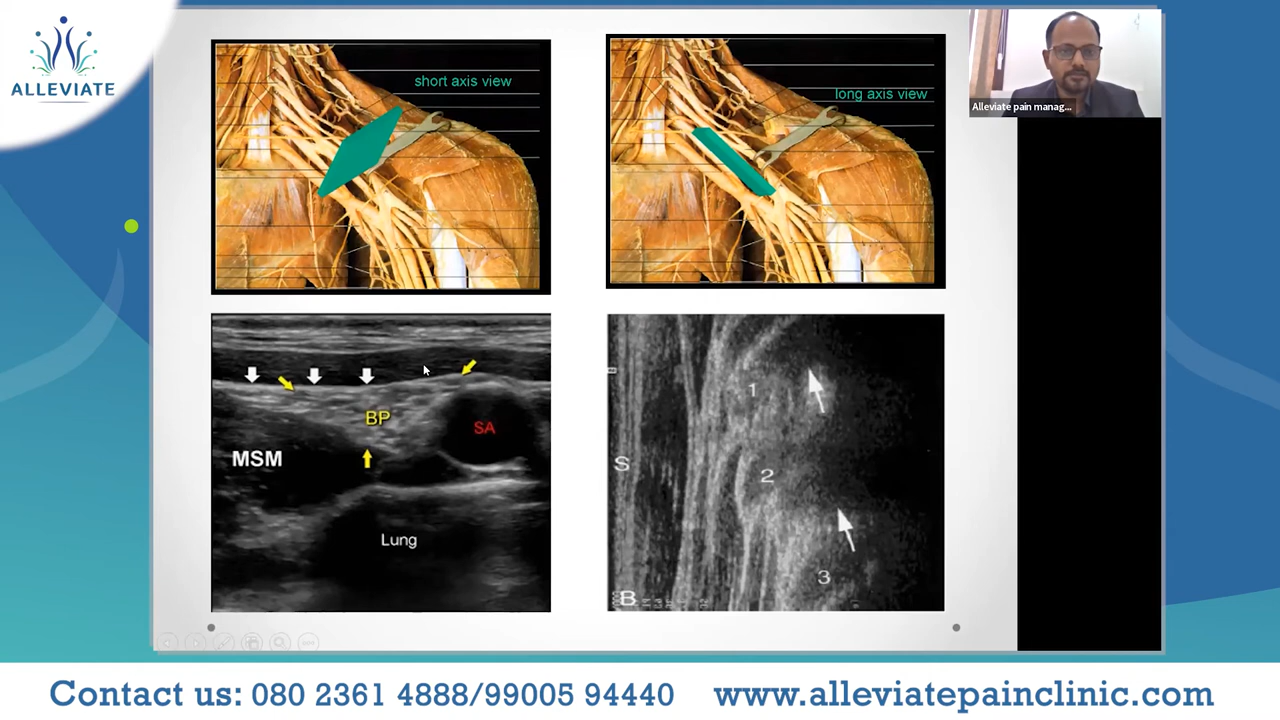 ALLEVIATE
short axis view
long axis view
Alleviate pain manag...
BP
SA
MSM
Lung
1
S
2
3
B
Contact us: 080 2361 4888/99005 94440
www.alleviatepainclinic.com